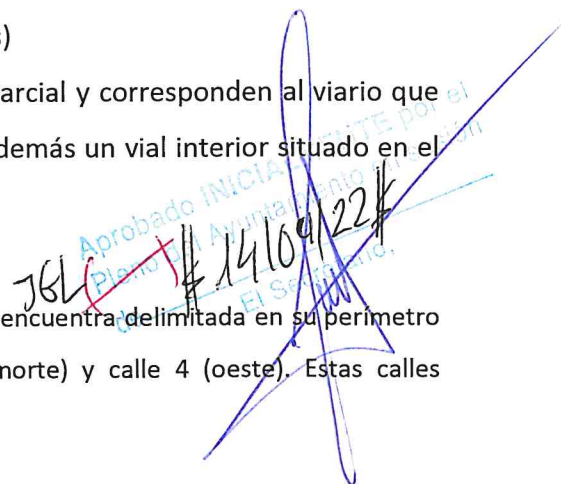 s)
arcial y corresponden al viario que
demás un vial interior situado en el
Aprobado INICIALMENTE por el
Pleno del Ayuntamiento en sesión
de
El Secretario,
JGL # 14/09/22 #
encuentra delimitada en su perímetro
norte) y calle 4 (oeste). Estas calles